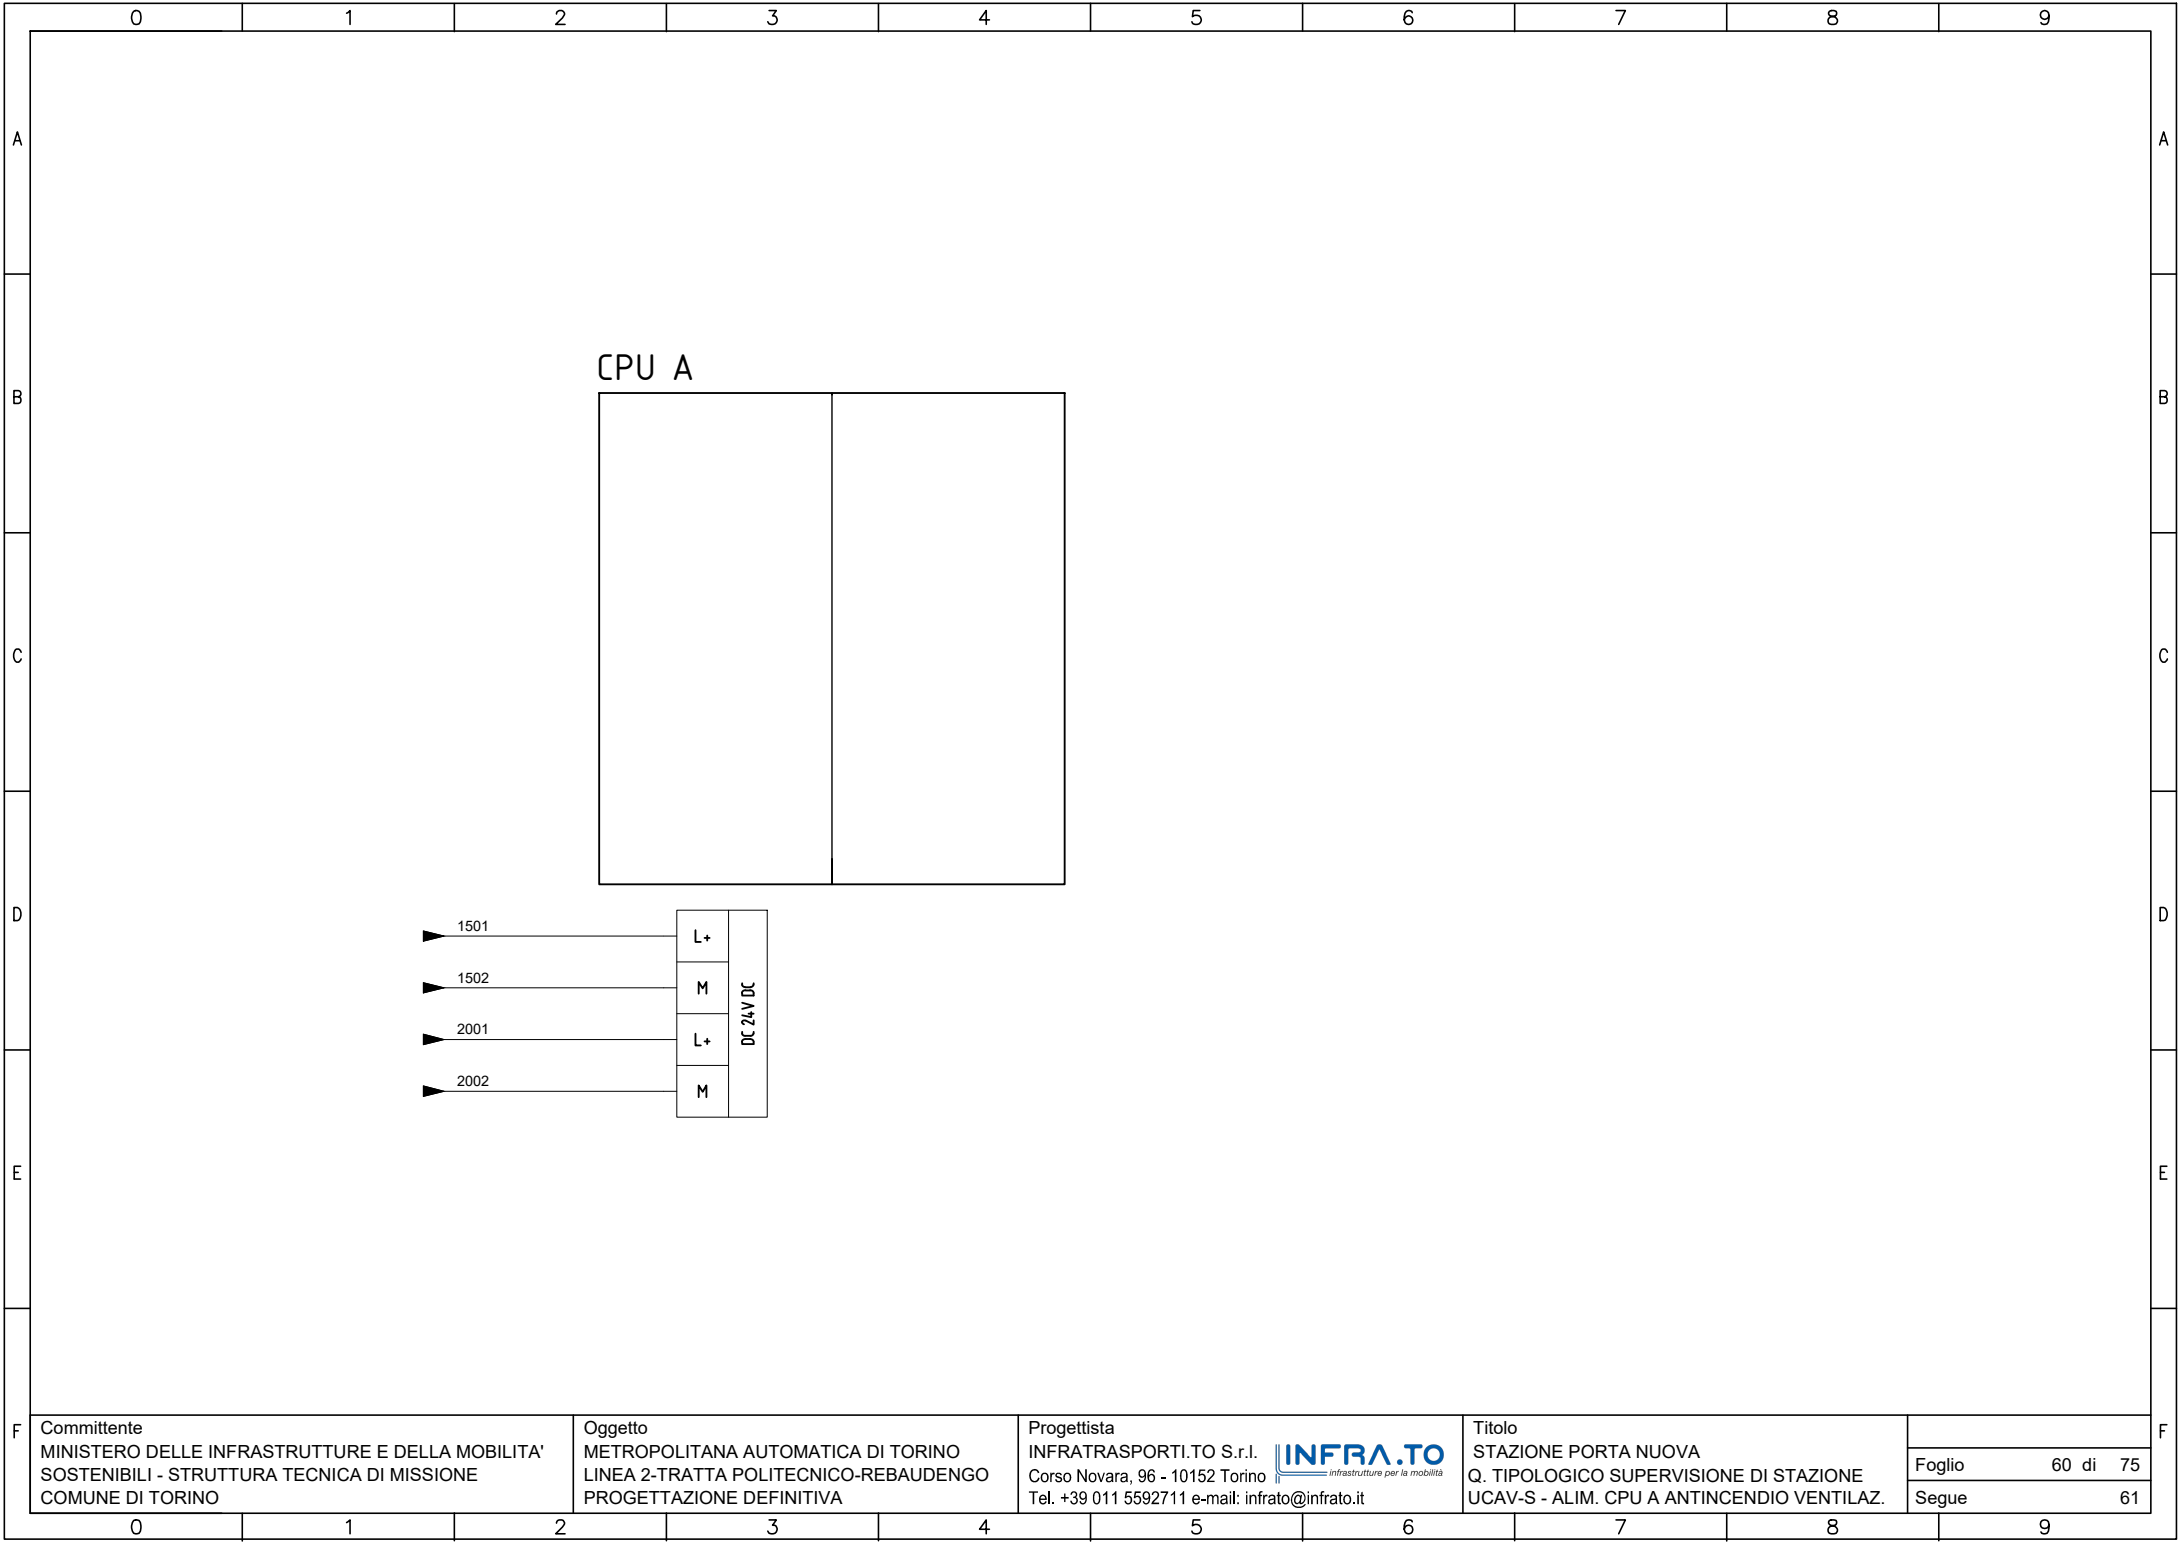 0 1 2 3 4 5 6 7 8 9
A A
B B
C C
D D
E E
F F
CPU A
1501 L+
1502 M
2001 L+
2002 M
DC 24V DC
Committente
MINISTERO DELLE INFRASTRUTTURE E DELLA MOBILITA'
SOSTENIBILI - STRUTTURA TECNICA DI MISSIONE
COMUNE DI TORINO
Oggetto
METROPOLITANA AUTOMATICA DI TORINO
LINEA 2-TRATTA POLITECNICO-REBAUDENGO
PROGETTAZIONE DEFINITIVA
Progettista
INFRATRASPORTI.TO S.r.l.
Corso Novara, 96 - 10152 Torino
Tel. +39 011 5592711 e-mail: infrato@infrato.it
INFRA.TO
infrastrutture per la mobilità
Titolo
STAZIONE PORTA NUOVA
Q. TIPOLOGICO SUPERVISIONE DI STAZIONE
UCAV-S - ALIM. CPU A ANTINCENDIO VENTILAZ.
Foglio 60 di 75
Segue 61
0 1 2 3 4 5 6 7 8 9